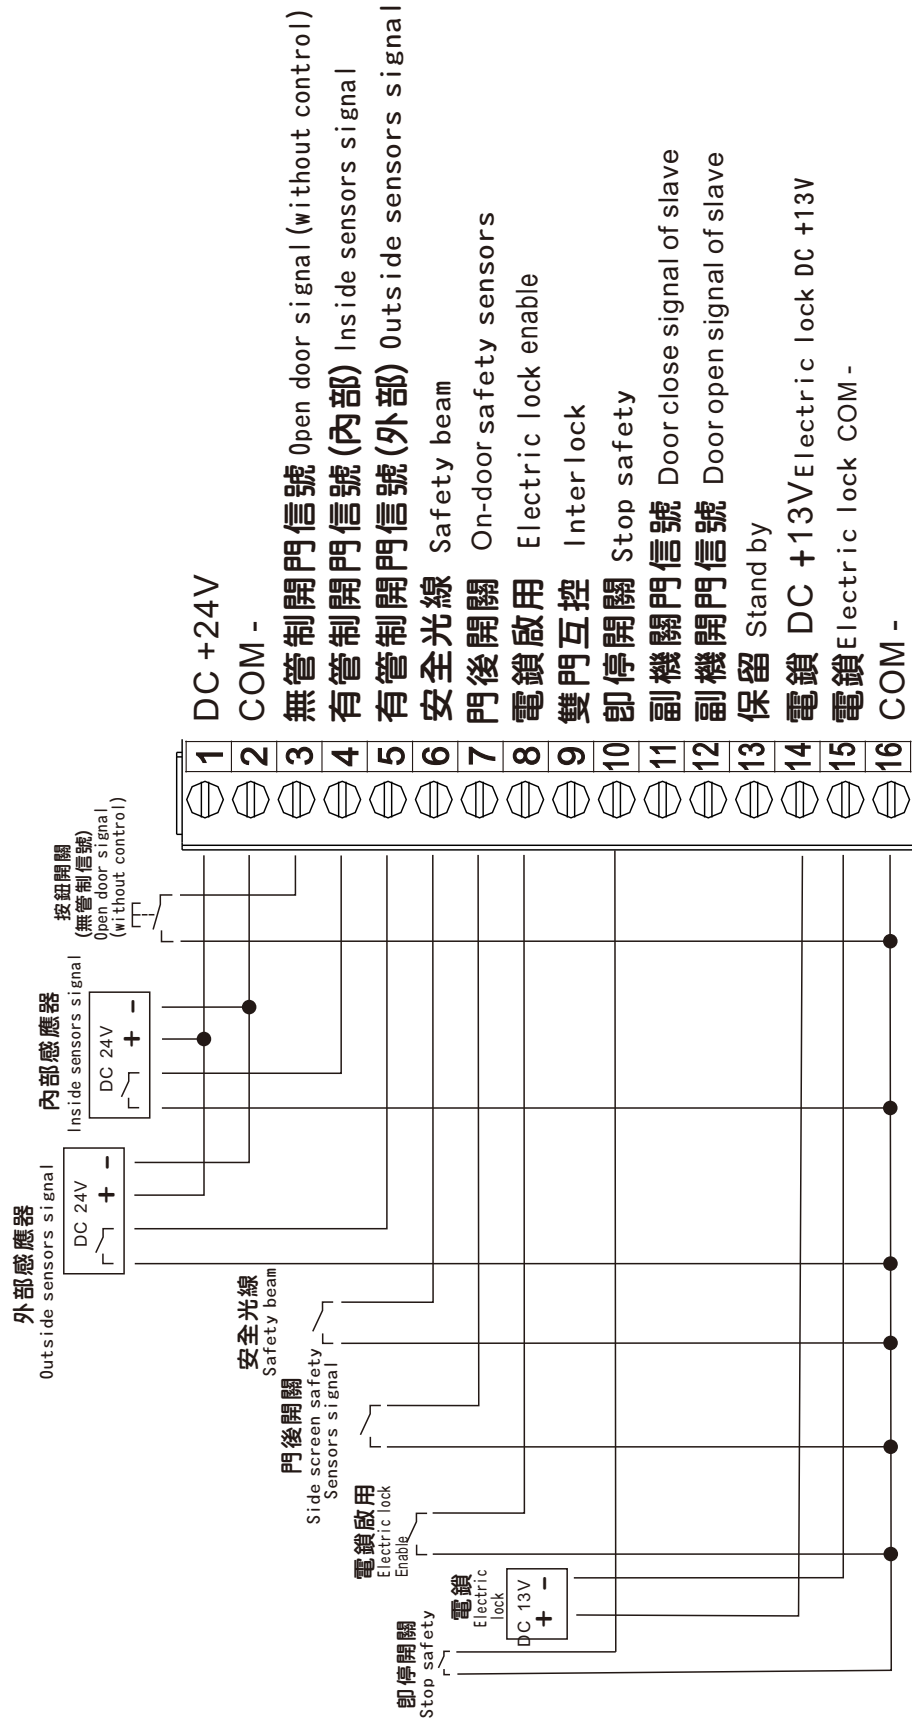 外部感應器
Outside sensors signal
DC 24V
+ -
內部感應器
Inside sensors signal
DC 24V
+ -
按鈕開關
(無管制信號)
Open door signal
(without control)
安全光線
Safety beam
門後開關
Side screen safety
Sensors signal
電鎖啟用
Electric lock
Enable
電鎖
Electric
lock
DC 13V
+ -
卽停開關
Stop safety
1 DC +24V
2 COM -
3 無管制開門信號 Open door signal (without control)
4 有管制開門信號 (內部) Inside sensors signal
5 有管制開門信號 (外部) Outside sensors signal
6 安全光線 Safety beam
7 門後開關 On-door safety sensors
8 電鎖啟用 Electric lock enable
9 雙門互控 Interlock
10 卽停開關 Stop safety
11 副機關門信號 Door close signal of slave
12 副機開門信號 Door open signal of slave
13 保留 Stand by
14 電鎖 DC +13V Electric lock DC +13V
15 電鎖 Electric lock COM -
16 COM -